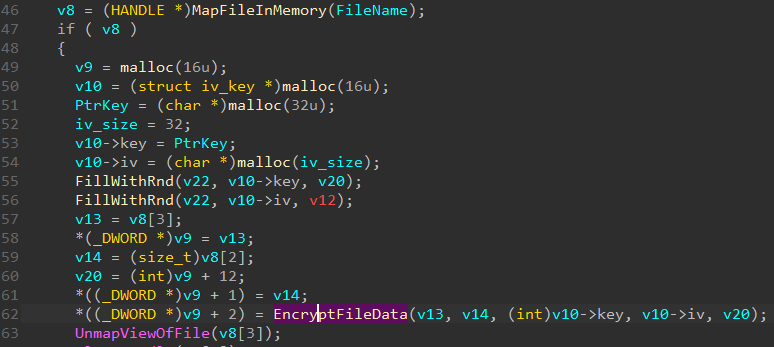 46 v8 = (HANDLE *)MapFileInMemory(FileName);
47 if ( v8 )
48 {
49 v9 = malloc(16u);
50 v10 = (struct iv_key *)malloc(16u);
51 PtrKey = (char *)malloc(32u);
52 iv_size = 32;
53 v10->key = PtrKey;
54 v10->iv = (char *)malloc(iv_size);
55 FillWithRnd(v22, v10->key, v20);
56 FillWithRnd(v22, v10->iv, v12);
57 v13 = v8[3];
58 *(_DWORD *)v9 = v13;
59 v14 = (size_t)v8[2];
60 v20 = (int)v9 + 12;
61 *((_DWORD *)v9 + 1) = v14;
62 *((_DWORD *)v9 + 2) = EncryptFileData(v13, v14, (int)v10->key, v10->iv, v20);
63 UnmapViewOfFile(v8[3]);